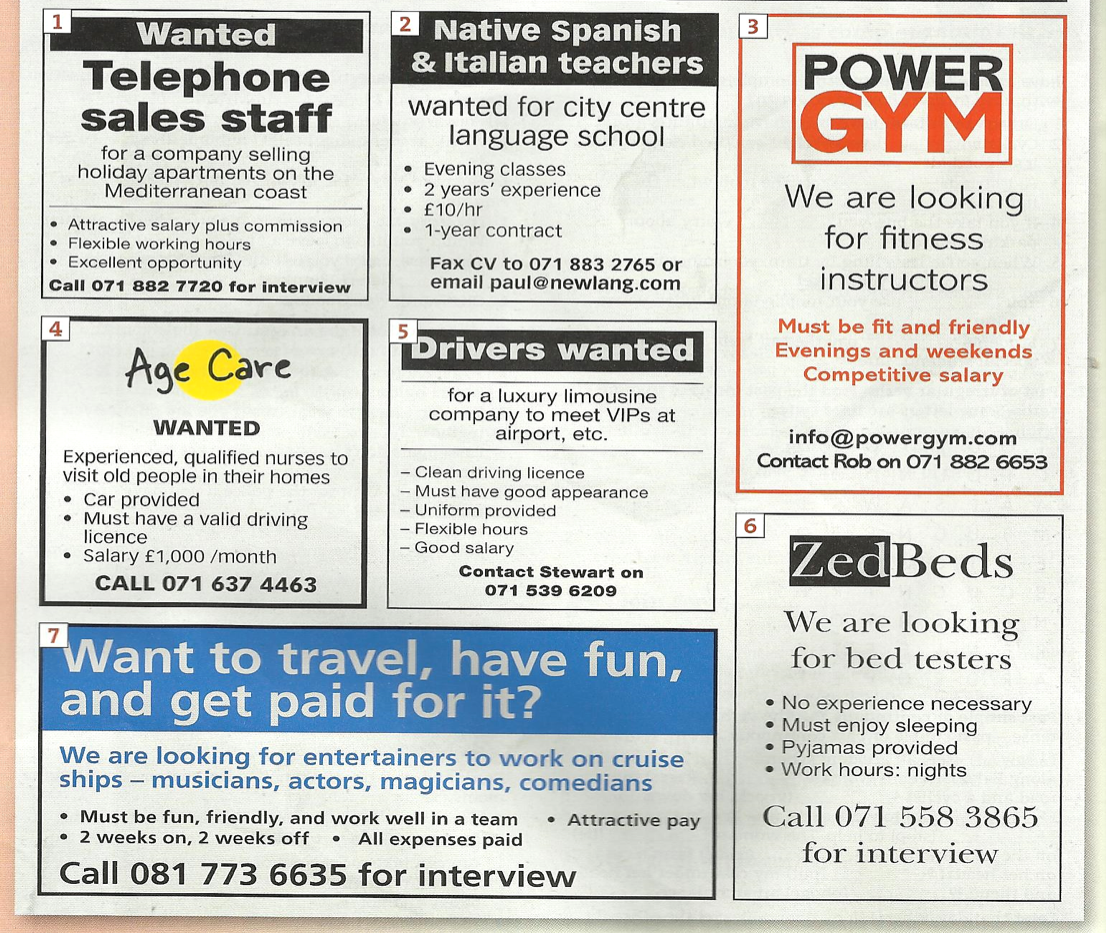 1
Wanted
Telephone
sales staff
for a company selling
holiday apartments on the
Mediterranean coast
• Attractive salary plus commission
• Flexible working hours
• Excellent opportunity
Call 071 882 7720 for interview
2
Native Spanish
& Italian teachers
wanted for city centre
language school
• Evening classes
• 2 years' experience
• £10/hr
• 1-year contract
Fax CV to 071 883 2765 or
email paul@newlang.com
3
POWER
GYM
We are looking
for fitness
instructors
Must be fit and friendly
Evenings and weekends
Competitive salary
info@powergym.com
Contact Rob on 071 882 6653
4
Age Care
WANTED
Experienced, qualified nurses to
visit old people in their homes
• Car provided
• Must have a valid driving
licence
• Salary £1,000 /month
CALL 071 637 4463
5
Drivers wanted
for a luxury limousine
company to meet VIPs at
airport, etc.
– Clean driving licence
– Must have good appearance
– Uniform provided
– Flexible hours
– Good salary
Contact Stewart on
071 539 6209
6
ZedBeds
We are looking
for bed testers
• No experience necessary
• Must enjoy sleeping
• Pyjamas provided
• Work hours: nights
Call 071 558 3865
for interview
7
Want to travel, have fun,
and get paid for it?
We are looking for entertainers to work on cruise
ships – musicians, actors, magicians, comedians
• Must be fun, friendly, and work well in a team • Attractive pay
• 2 weeks on, 2 weeks off • All expenses paid
Call 081 773 6635 for interview